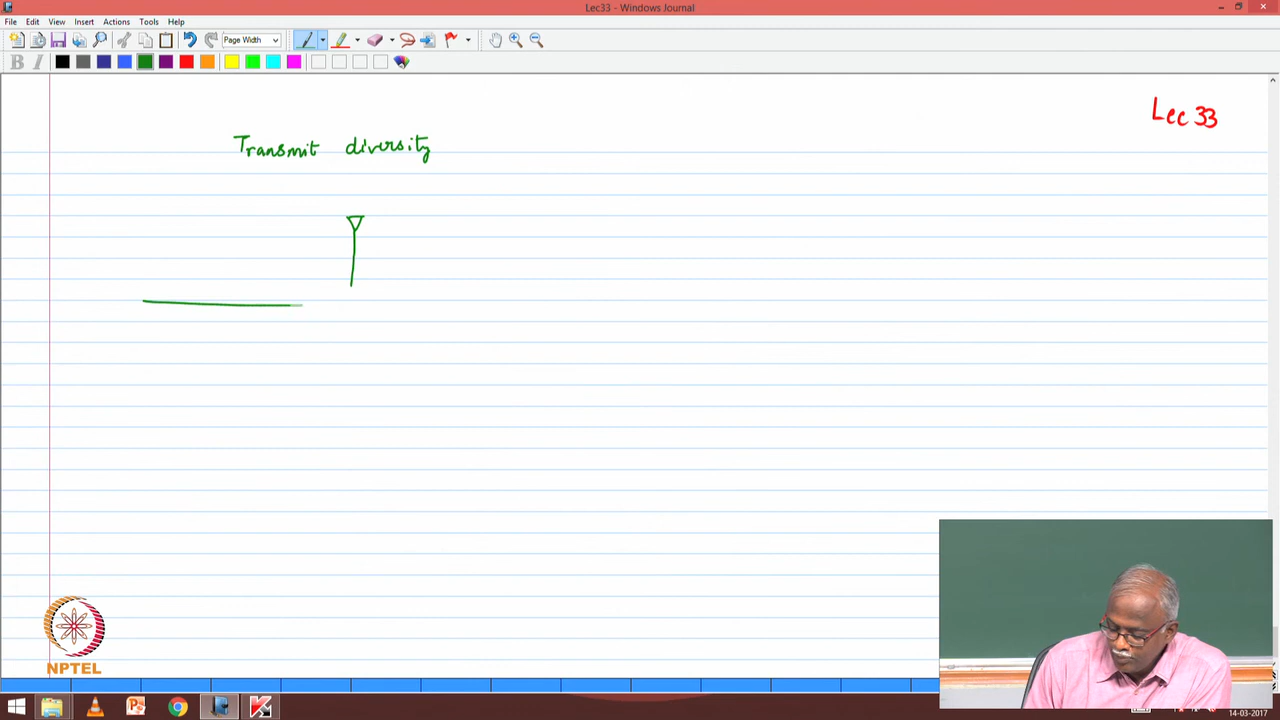 Lec33 - Windows Journal
File Edit View Insert Actions Tools Help
Page Width
B I
Lec 33
Transmit diversity
NPTEL
14-03-2017